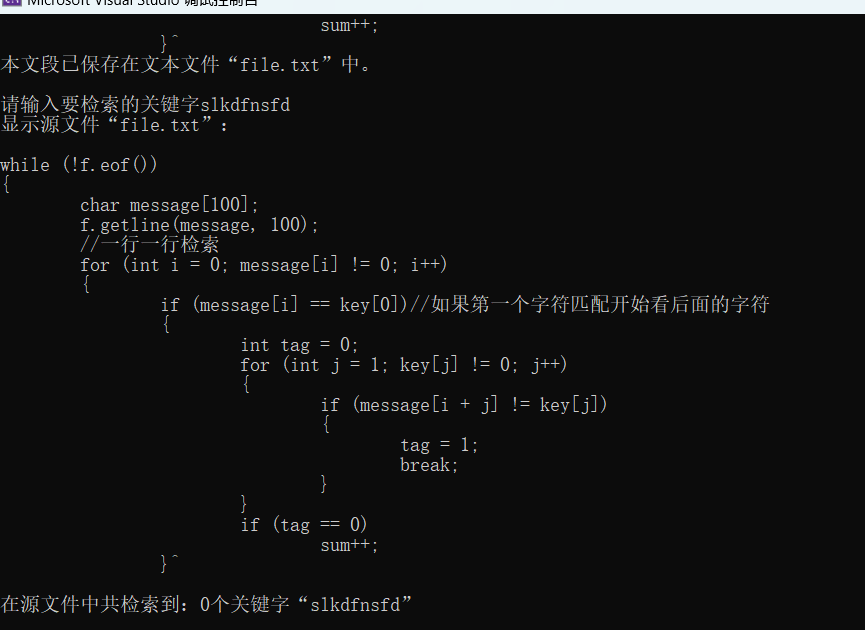 Microsoft Visual Studio 调试控制台
sum++;
}^
本文段已保存在文本文件“file.txt”中。
请输入要检索的关键字slkdfnsfd
显示源文件“file.txt”：
while (!f.eof())
{
char message[100];
f.getline(message, 100);
//一行一行检索
for (int i = 0; message[i] != 0; i++)
{
if (message[i] == key[0])//如果第一个字符匹配开始看后面的字符
{
int tag = 0;
for (int j = 1; key[j] != 0; j++)
{
if (message[i + j] != key[j])
{
tag = 1;
break;
}
}
if (tag == 0)
sum++;
}^
在源文件中共检索到：0个关键字“slkdfnsfd”